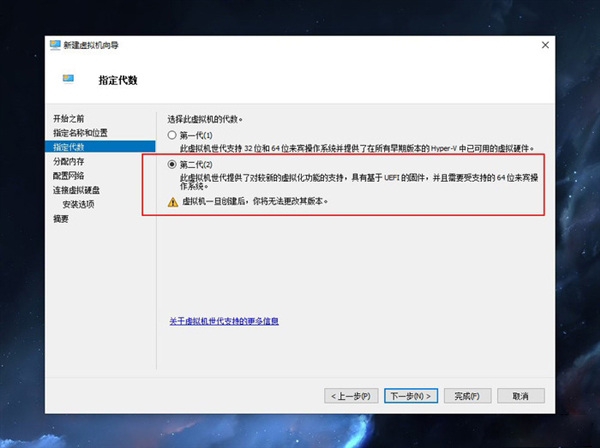 新建虚拟机向导
指定代数
开始之前
指定名称和位置
指定代数
分配内存
配置网络
连接虚拟硬盘
安装选项
摘要
选择此虚拟机的代数。
第一代(1)
此虚拟机世代支持 32 位和 64 位来宾操作系统并提供了在所有早期版本的 Hyper-V 中已可用的虚拟硬件。
第二代(2)
此虚拟机世代提供了对较新的虚拟化功能的支持，具有基于 UEFI 的固件，并且需要受支持的 64 位来宾操
作系统。
虚拟机一旦创建后，你将无法更改其版本。
关于虚拟机世代支持的更多信息
< 上一步(P)
下一步(N) >
完成(F)
取消